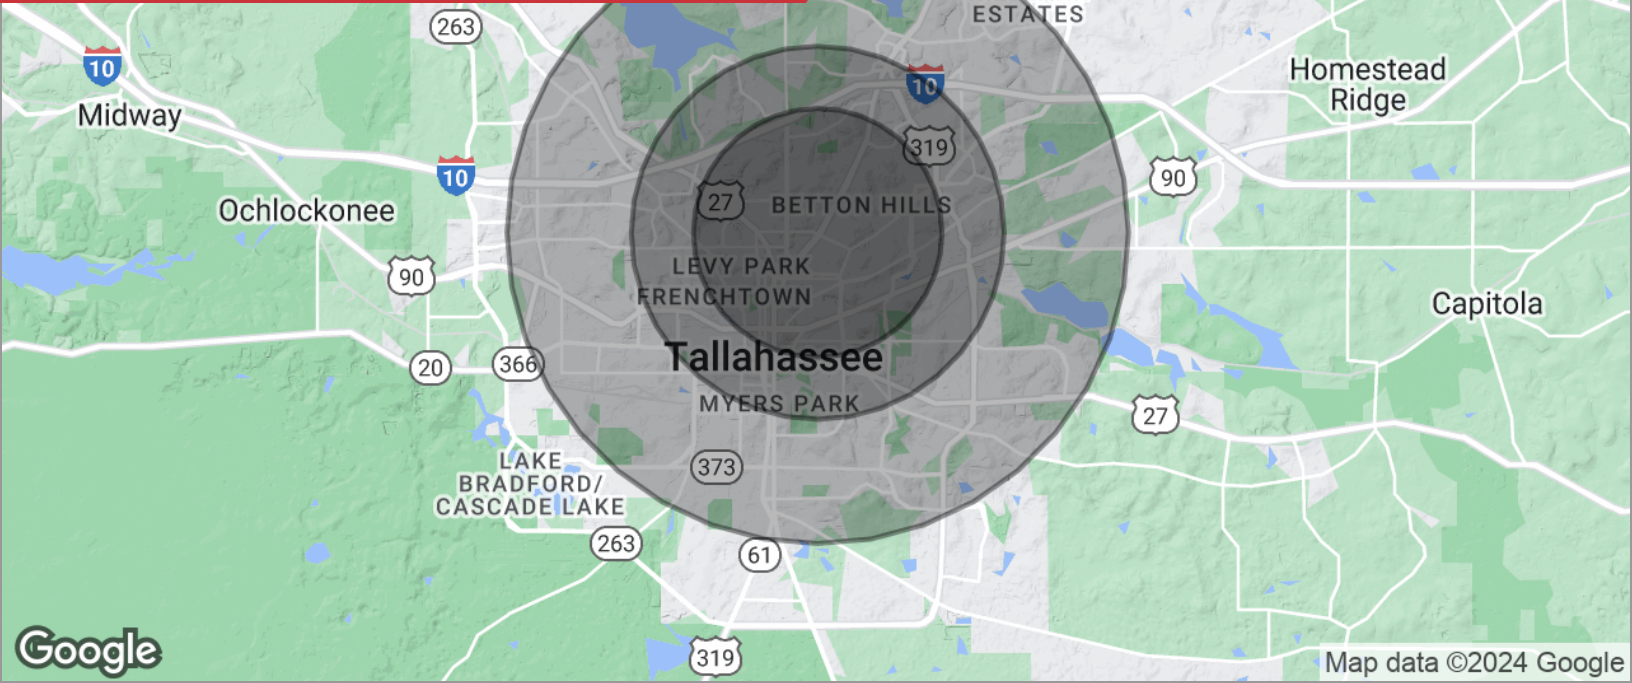 ESTATES
263
10
Midway
10
319
Homestead
Ridge
10
90
27
BETTON HILLS
Ochlockonee
LEVY PARK
90
FRENCHTOWN
Capitola
Tallahassee
20
366
MYERS PARK
27
373
LAKE
BRADFORD/
CASCADE LAKE
263
61
319
Google
Map data ©2024 Google